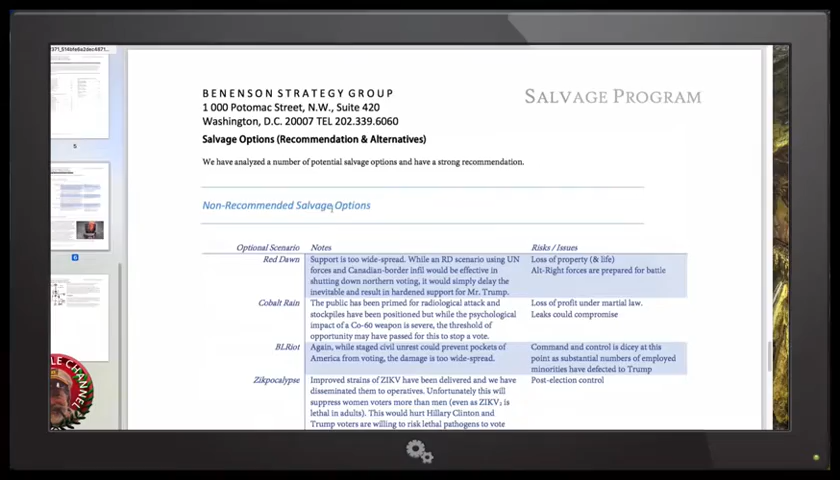 371_514bfe6a2dec4871...
BENENSON STRATEGY GROUP
SALVAGE PROGRAM
1 000 Potomac Street, N.W., Suite 420
Washington, D.C. 20007 TEL 202.339.6060
Salvage Options (Recommendation & Alternatives)
We have analyzed a number of potential salvage options and have a strong recommendation.
Non-Recommended Salvage Options
Optional Scenario Notes Risks / Issues
Red Dawn Support is too wide-spread. While an RD scenario using UN Loss of property (& life)
forces and Canadian-border infil would be effective in Alt-Right forces are prepared for battle
shutting down northern voting, it would simply delay the
inevitable and result in hardened support for Mr. Trump.
Cobalt Rain The public has been primed for radiological attack and Loss of profit under martial law.
stockpiles have been positioned but while the psychological Leaks could compromise
impact of a Co-60 weapon is severe, the threshold of
opportunity may have passed for this to stop a vote.
BLRiot Again, while staged civil unrest could prevent pockets of Command and control is dicey at this
America from voting, the damage is too wide-spread. point as substantial numbers of employed
minorities have defected to Trump
Zikpocalypse Improved strains of ZIKV have been delivered and we have Post-election control
disseminated them to operatives. Unfortunately this will
suppress women voters more than men (even as ZIKV₂ is
lethal in adults). This would hurt Hillary Clinton and
Trump voters are willing to risk lethal pathogens to vote
5
6
LE CHANNEL